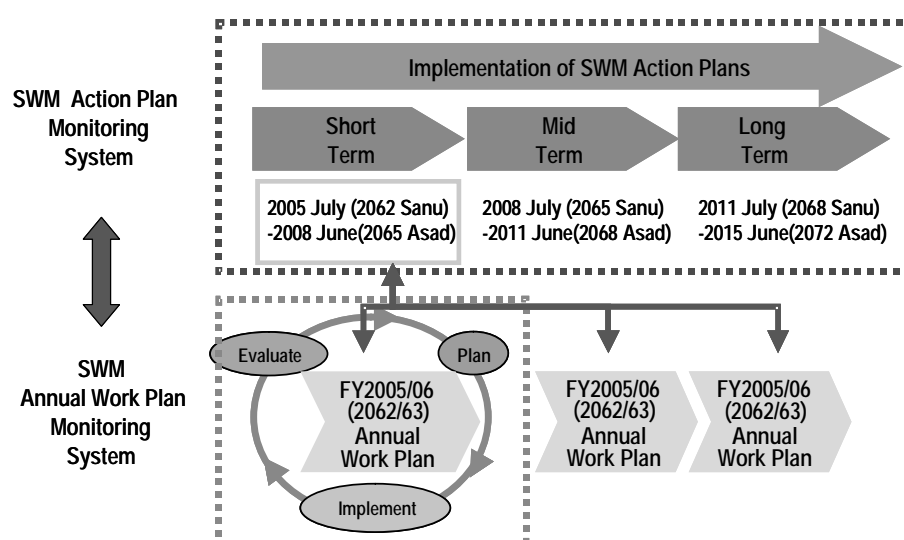 Implementation of SWM Action Plans
SWM Action Plan
Monitoring
System
Short
Term
Mid
Term
Long
Term
2005 July (2062 Sanu)
-2008 June(2065 Asad)
2008 July (2065 Sanu)
-2011 June(2068 Asad)
2011 July (2068 Sanu)
-2015 June(2072 Asad)
SWM
Annual Work Plan
Monitoring
System
Evaluate
Plan
Implement
FY2005/06
(2062/63)
Annual
Work Plan
FY2005/06
(2062/63)
Annual
Work Plan
FY2005/06
(2062/63)
Annual
Work Plan